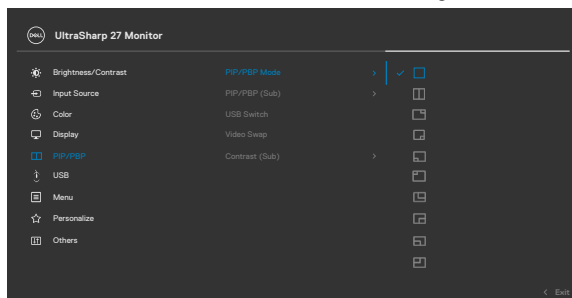 DELL UltraSharp 27 Monitor
Brightness/Contrast PIP/PBP Mode
Input Source PIP/PBP (Sub)
Color USB Switch
Display Video Swap
PIP/PBP Contrast (Sub)
USB
Menu
Personalize
Others
Exit